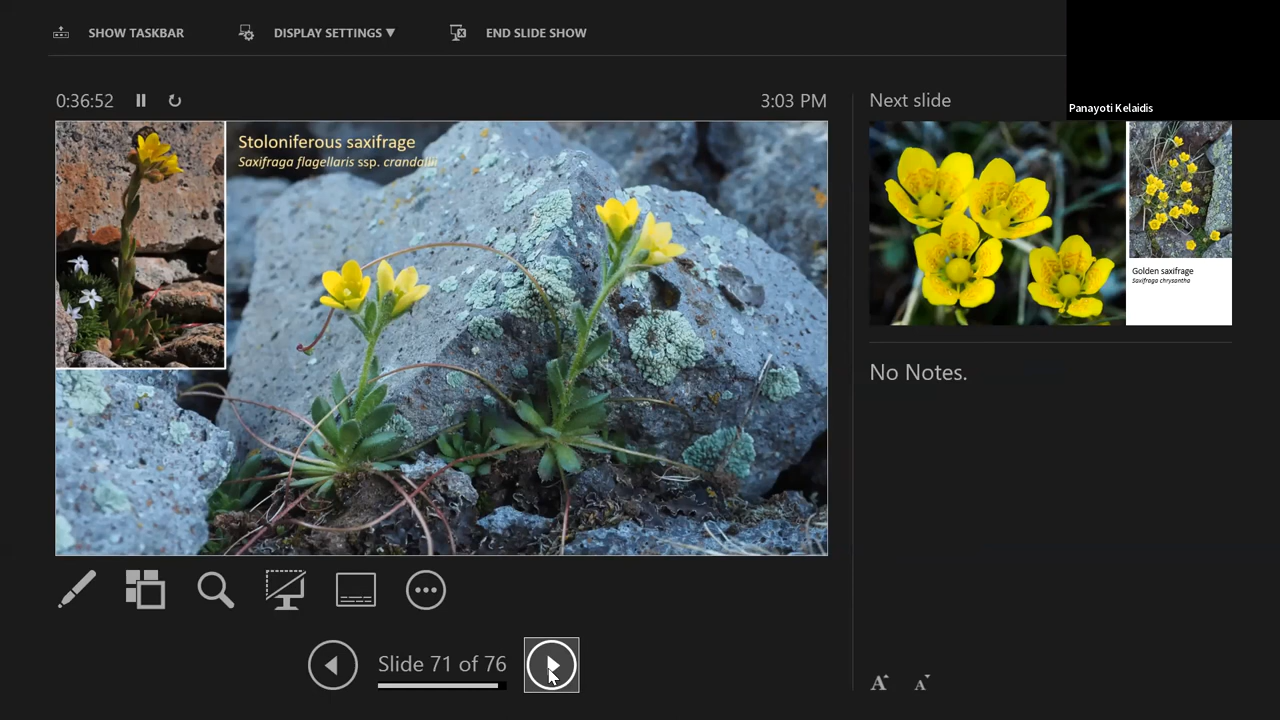 SHOW TASKBAR
DISPLAY SETTINGS ▼
END SLIDE SHOW
Panayoti Kelaidis
0:36:52
3:03 PM
Next slide
Stoloniferous saxifrage
Saxifraga flagellaris ssp. crandallii
Golden saxifrage
Saxifraga chrysantha
No Notes.
Slide 71 of 76
A A